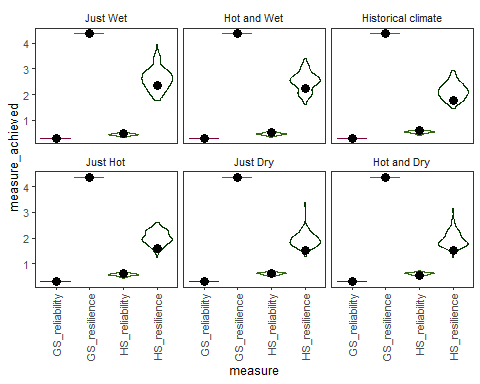 Just Wet
Hot and Wet
Historical climate
4
3
2
1
measure_achieved
Just Hot
Just Dry
Hot and Dry
4
3
2
1
GS_reliability
GS_resilience
HS_reliability
HS_resilience
GS_reliability
GS_resilience
HS_reliability
HS_resilience
GS_reliability
GS_resilience
HS_reliability
HS_resilience
measure